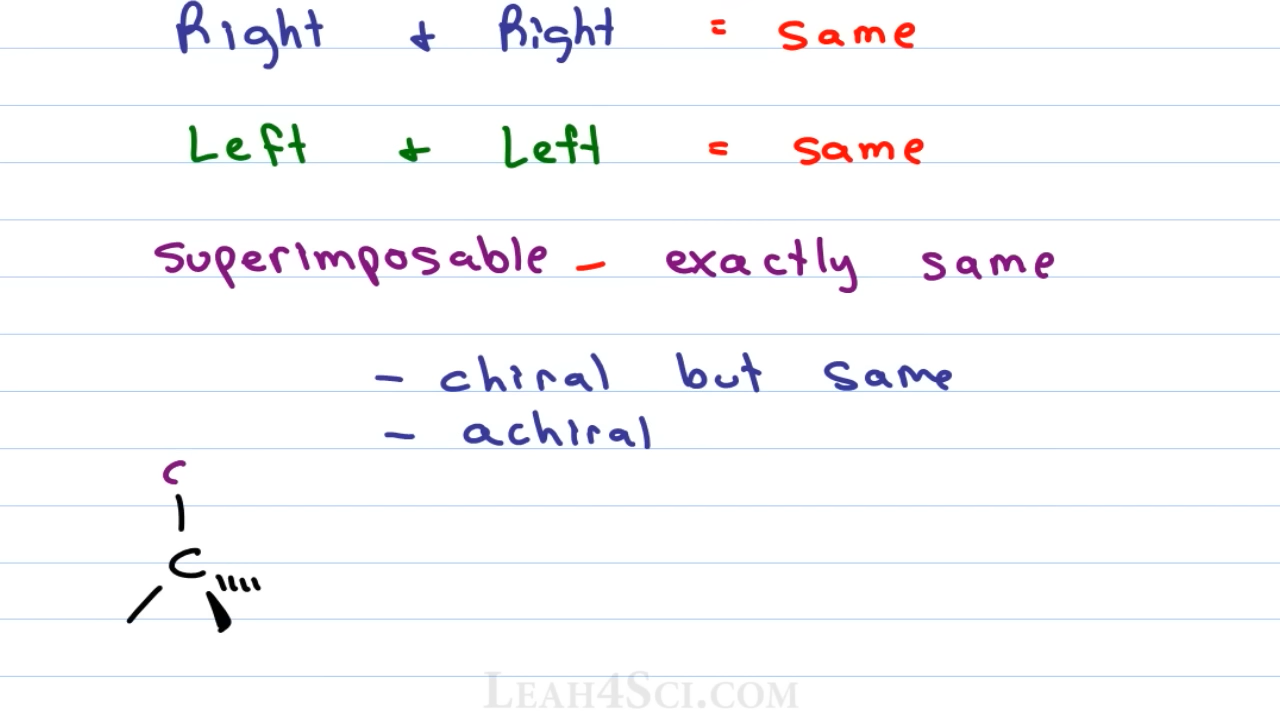 Right + Right = same
Left + Left = same
Superimposable - exactly same
- chiral but same
- achiral
C
C
LEAH4SCI.COM